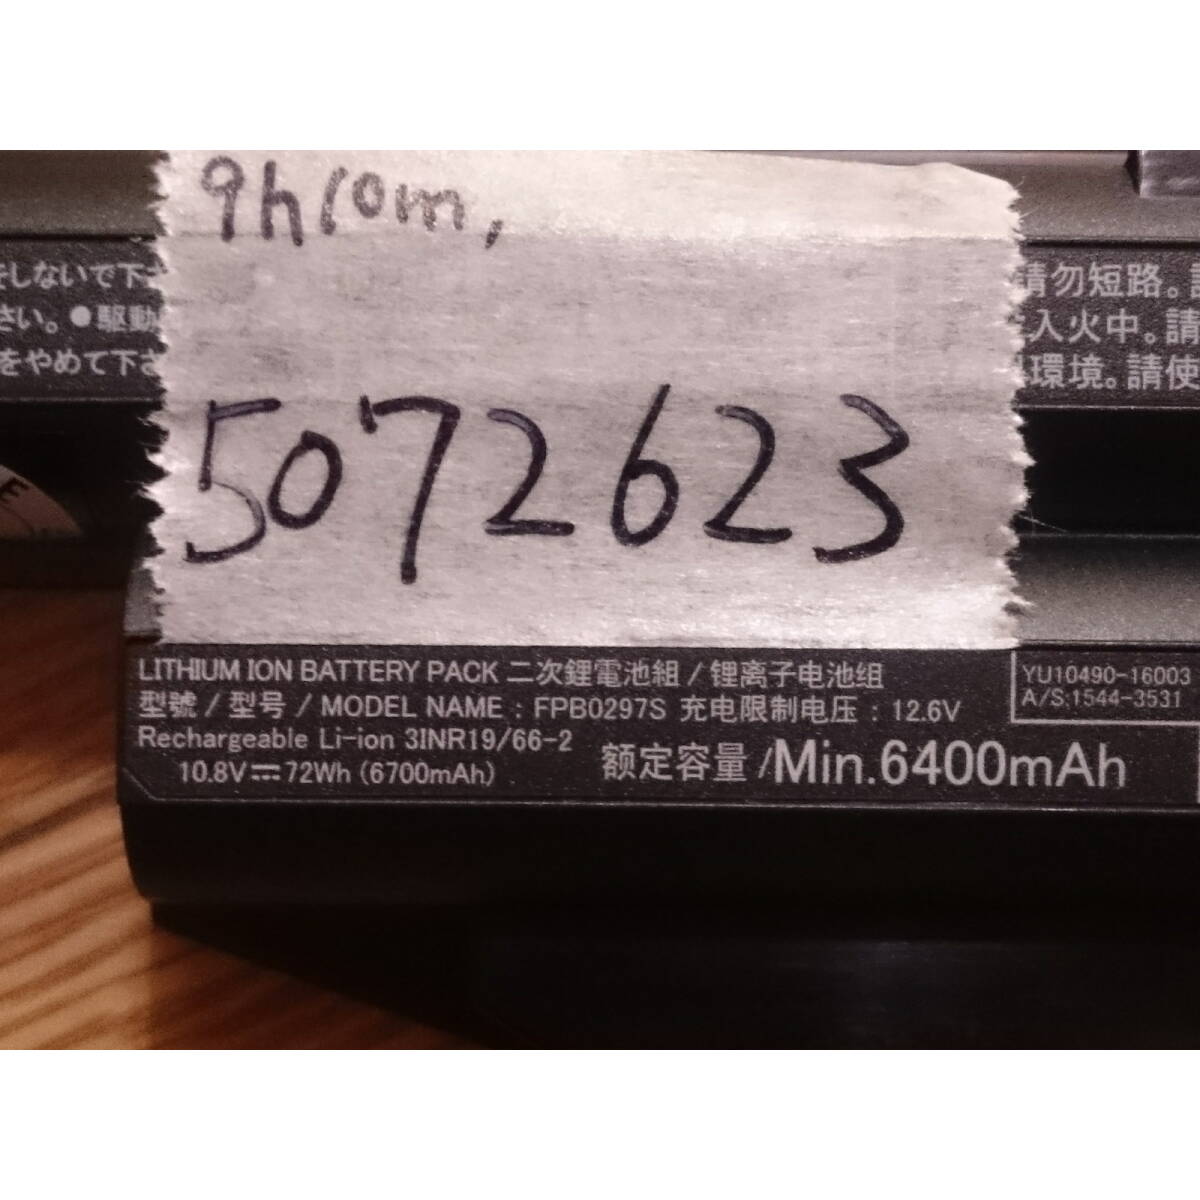 9h10m,
をしないで下さ
さい。●駆動
をやめて下さ
請勿短路。請
入火中。請
環境。請使
5072623
LITHIUM ION BATTERY PACK 二次鋰電池組 / 锂离子电池组
型號 / 型号 / MODEL NAME : FPB0297S 充电限制电压 : 12.6V
Rechargeable Li-ion 3INR19/66-2
10.8V⎓72Wh (6700mAh)
额定容量 /Min.6400mAh
YU10490-16003
A/S:1544-3531